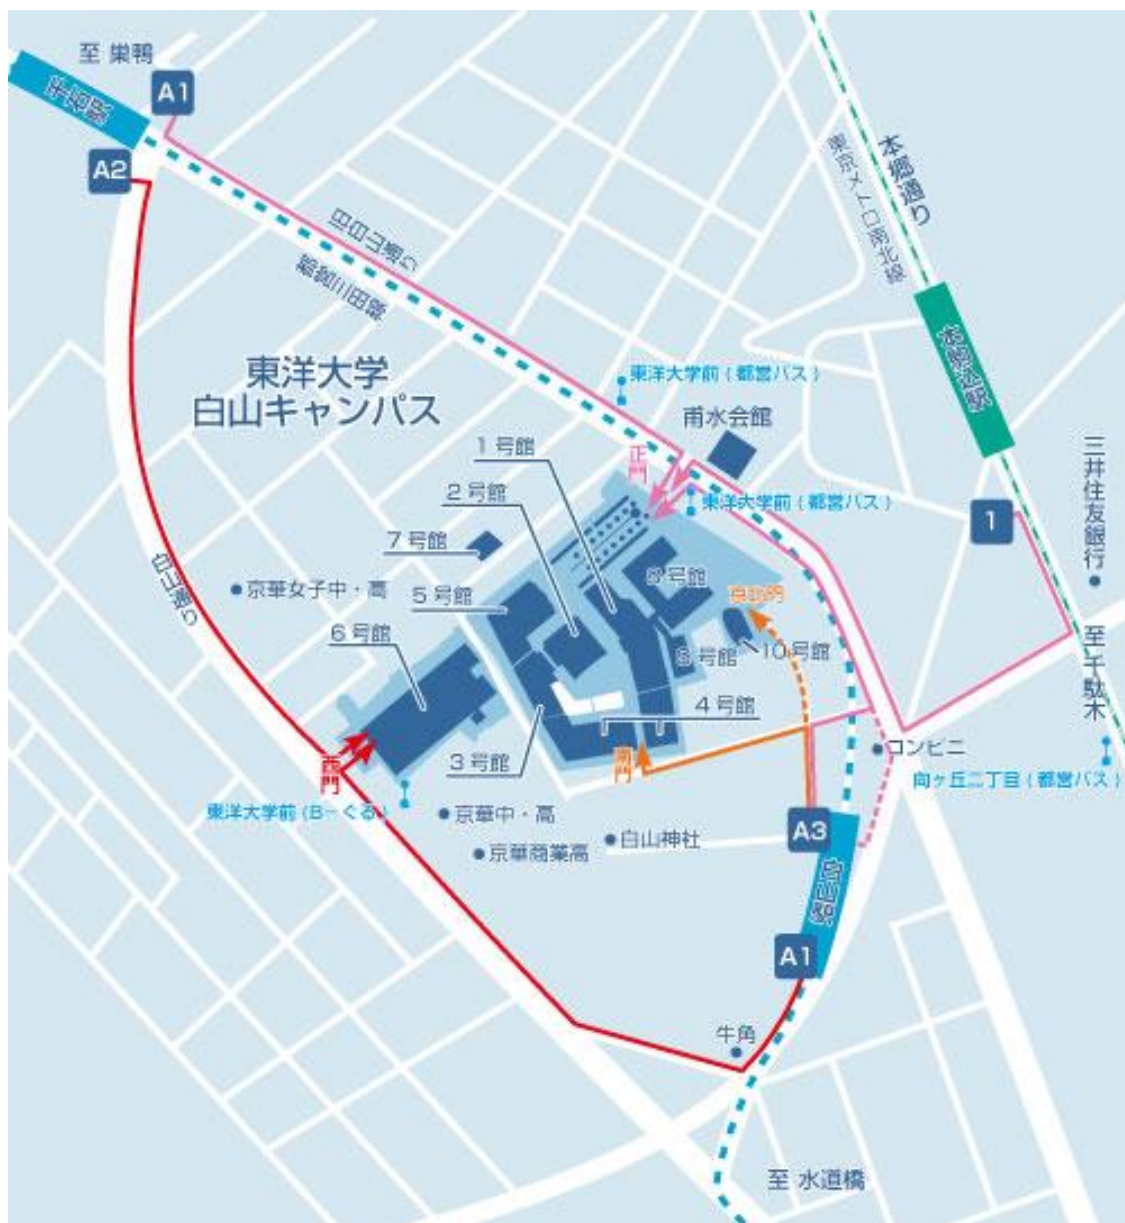 至 巣鴨
A1
千石駅
A2
本郷通り
東京メトロ南北線
旧白山通り
都営三田線
東洋大学
白山キャンパス
本駒込駅
東洋大学前 ( 都営バス )
甫水会館
1 号館
正門
三井住友銀行
2 号館
東洋大学前 ( 都営バス )
1
7 号館
8 号館
白山通り
京華女子中・高
5 号館
6 号館
10 号館
至 千駄木
4 号館
コンビニ
3 号館
南門
西門
向ヶ丘二丁目 ( 都営バス )
東洋大学前 (B－ぐる )
京華中・高
A3
白山神社
京華商業高
白山駅
A1
牛角
至 水道橋